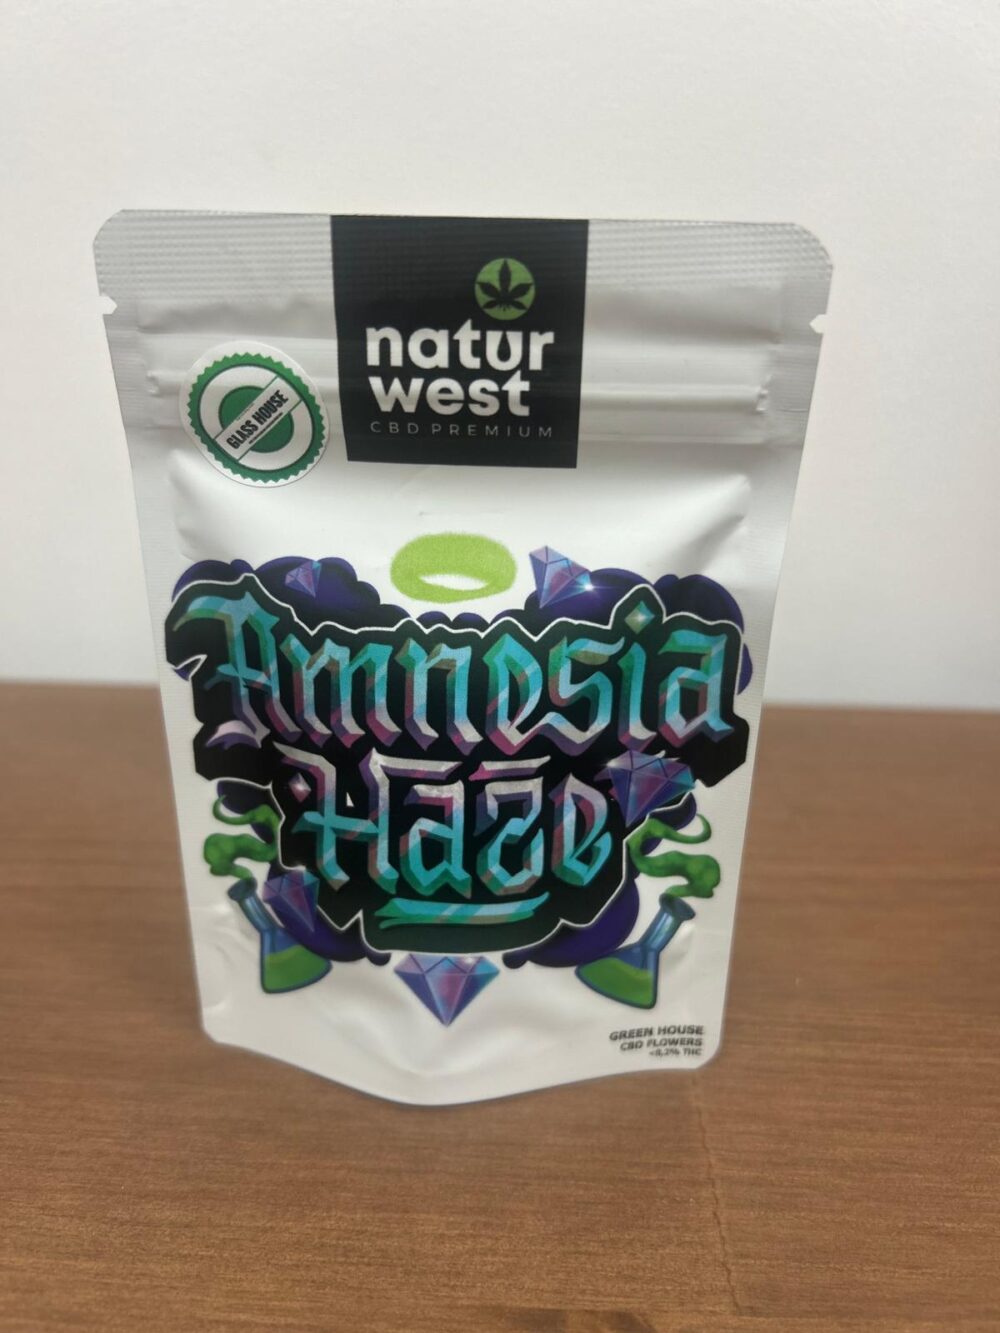 natur
west
CBD PREMIUM
GLASS HOUSE
Amnesia
Haze
GREEN HOUSE
CBD FLOWERS
<0,2% THC